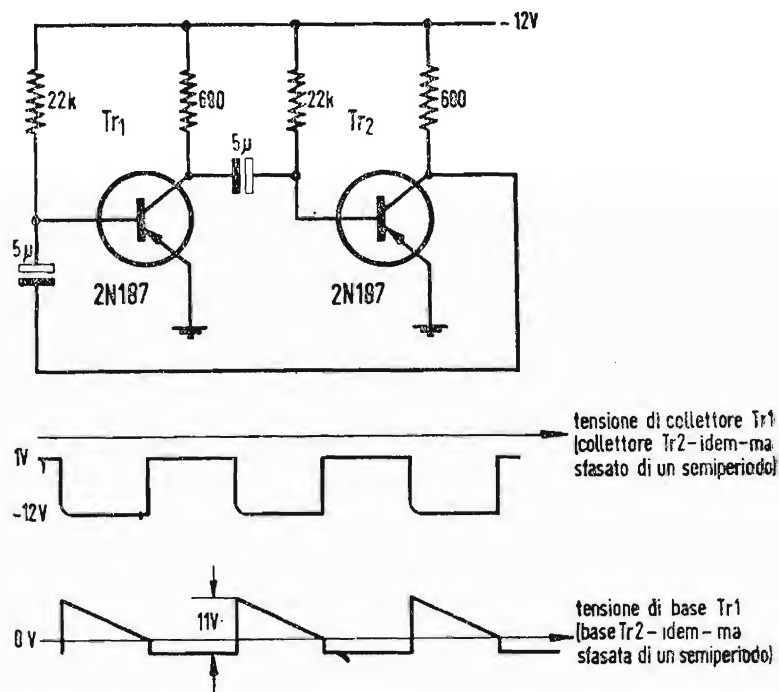 -12V
22k
Tr1
680
5µ
22k
Tr2
680
5µ
2N187
2N187
tensione di collettore Tr1
(collettore Tr2-idem-ma
sfasato di un semiperiodo)
1V
-12V
11V
0 V
tensione di base Tr1
(base Tr2-idem-ma
sfasata di un semiperiodo)